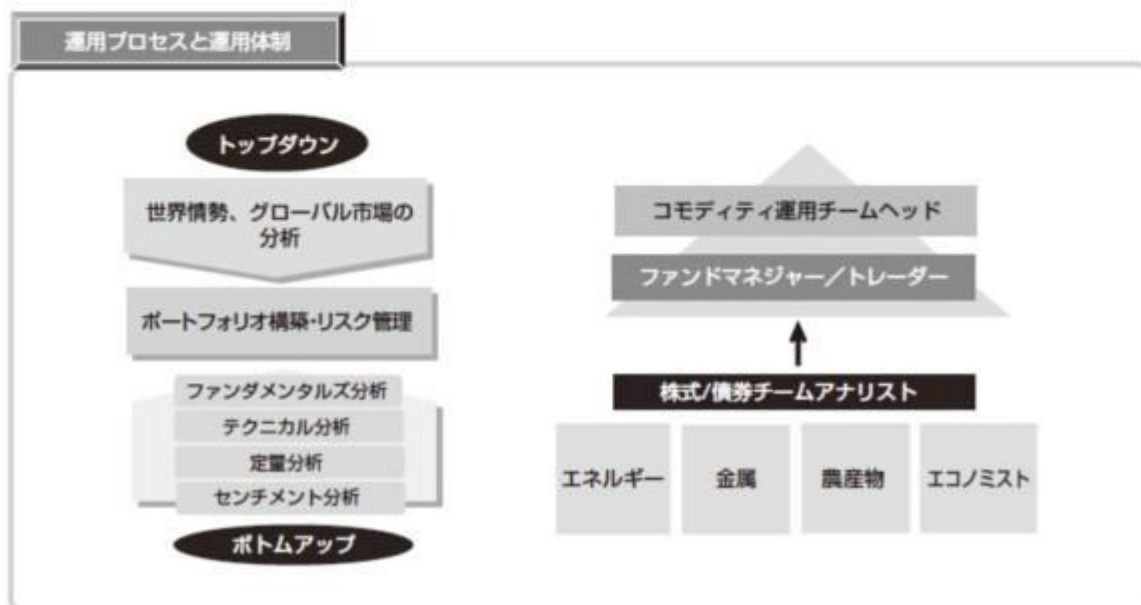 運用プロセスと運用体制
トップダウン
世界情勢、グローバル市場の
分析
ポートフォリオ構築・リスク管理
ファンダメンタルズ分析
テクニカル分析
定量分析
センチメント分析
ボトムアップ
コモディティ運用チームヘッド
ファンドマネジャー／トレーダー
株式/債券チームアナリスト
エネルギー
金属
農産物
エコノミスト